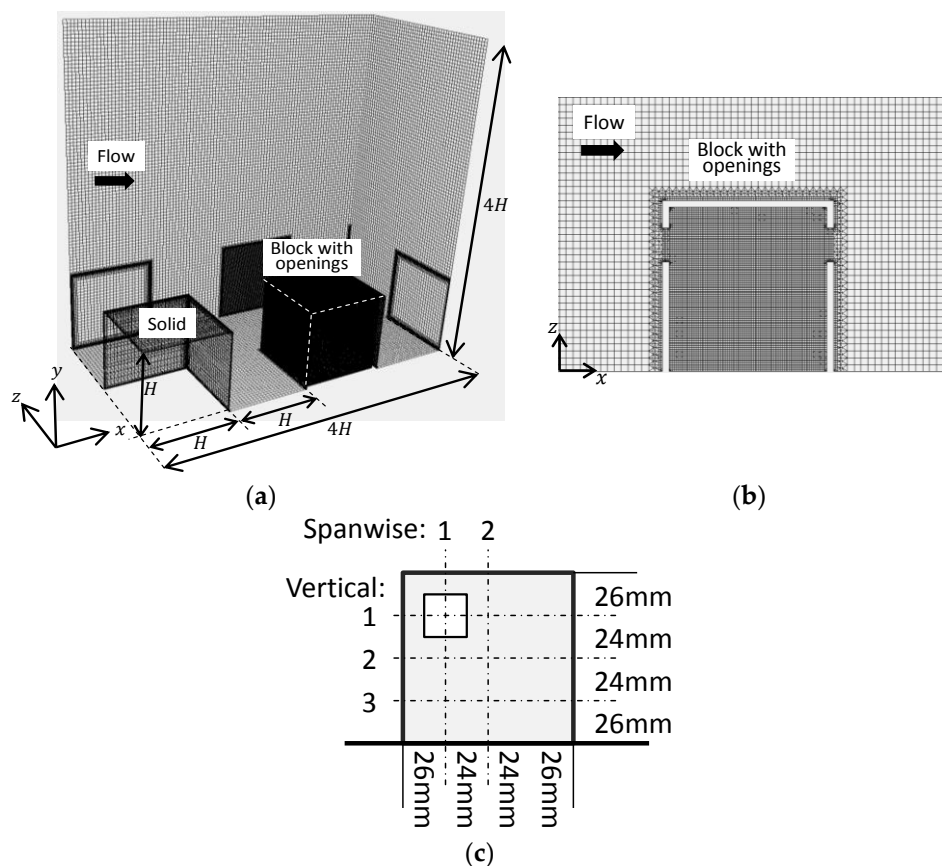 Flow
4H
Block with
openings
Solid
H
y
z
x
H
H
4H
(a)
Flow
Block with
openings
z
x
(b)
Spanwise: 1 2
Vertical:
1
2
3
26mm
24mm
24mm
26mm
26mm
24mm
24mm
26mm
(c)